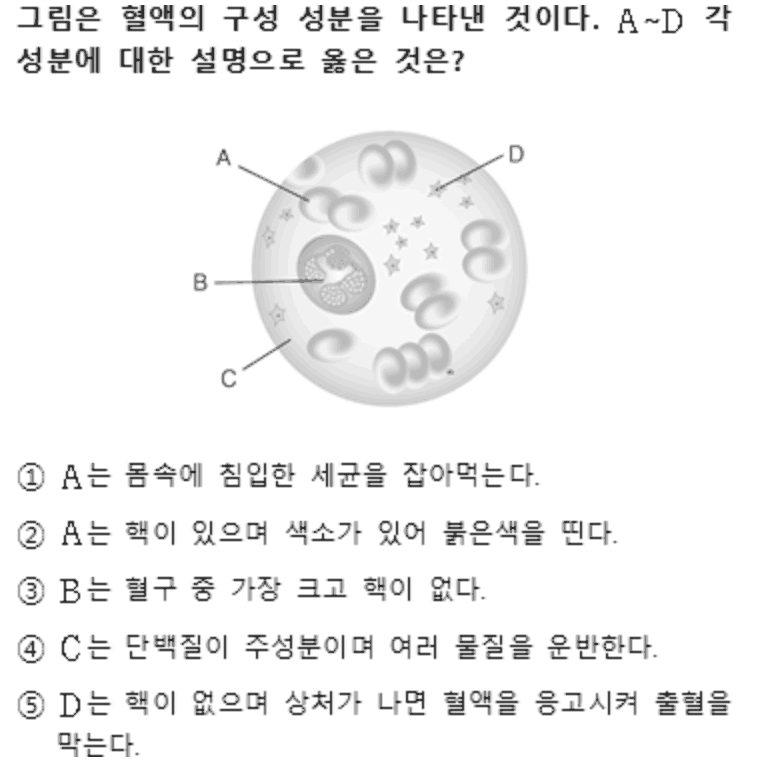 그림은 혈액의 구성 성분을 나타낸 것이다. A~D 각
성분에 대한 설명으로 옳은 것은?
A
D
B
C
① A는 몸속에 침입한 세균을 잡아먹는다.
② A는 핵이 있으며 색소가 있어 붉은색을 띤다.
③ B는 혈구 중 가장 크고 핵이 없다.
④ C는 단백질이 주성분이며 여러 물질을 운반한다.
⑤ D는 핵이 없으며 상처가 나면 혈액을 응고시켜 출혈을
막는다.